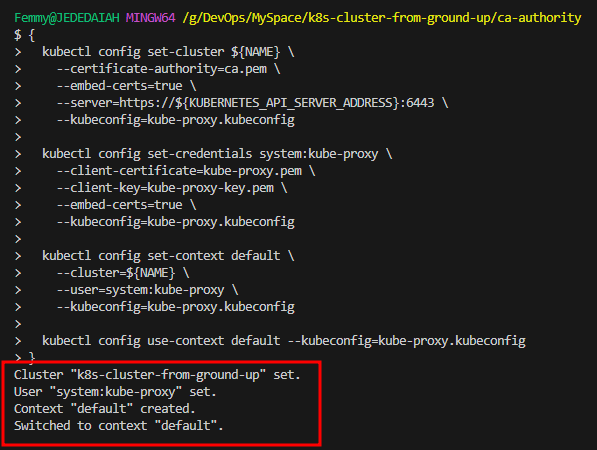 Femmy@JEDEDAIAH MINGW64 /g/DevOps/MySpace/k8s-cluster-from-ground-up/ca-authority
$ {
>   kubectl config set-cluster ${NAME} \
>     --certificate-authority=ca.pem \
>     --embed-certs=true \
>     --server=https://${KUBERNETES_API_SERVER_ADDRESS}:6443 \
>     --kubeconfig=kube-proxy.kubeconfig
>
>   kubectl config set-credentials system:kube-proxy \
>     --client-certificate=kube-proxy.pem \
>     --client-key=kube-proxy-key.pem \
>     --embed-certs=true \
>     --kubeconfig=kube-proxy.kubeconfig
>
>   kubectl config set-context default \
>     --cluster=${NAME} \
>     --user=system:kube-proxy \
>     --kubeconfig=kube-proxy.kubeconfig
>
>   kubectl config use-context default --kubeconfig=kube-proxy.kubeconfig
> }
Cluster "k8s-cluster-from-ground-up" set.
User "system:kube-proxy" set.
Context "default" created.
Switched to context "default".